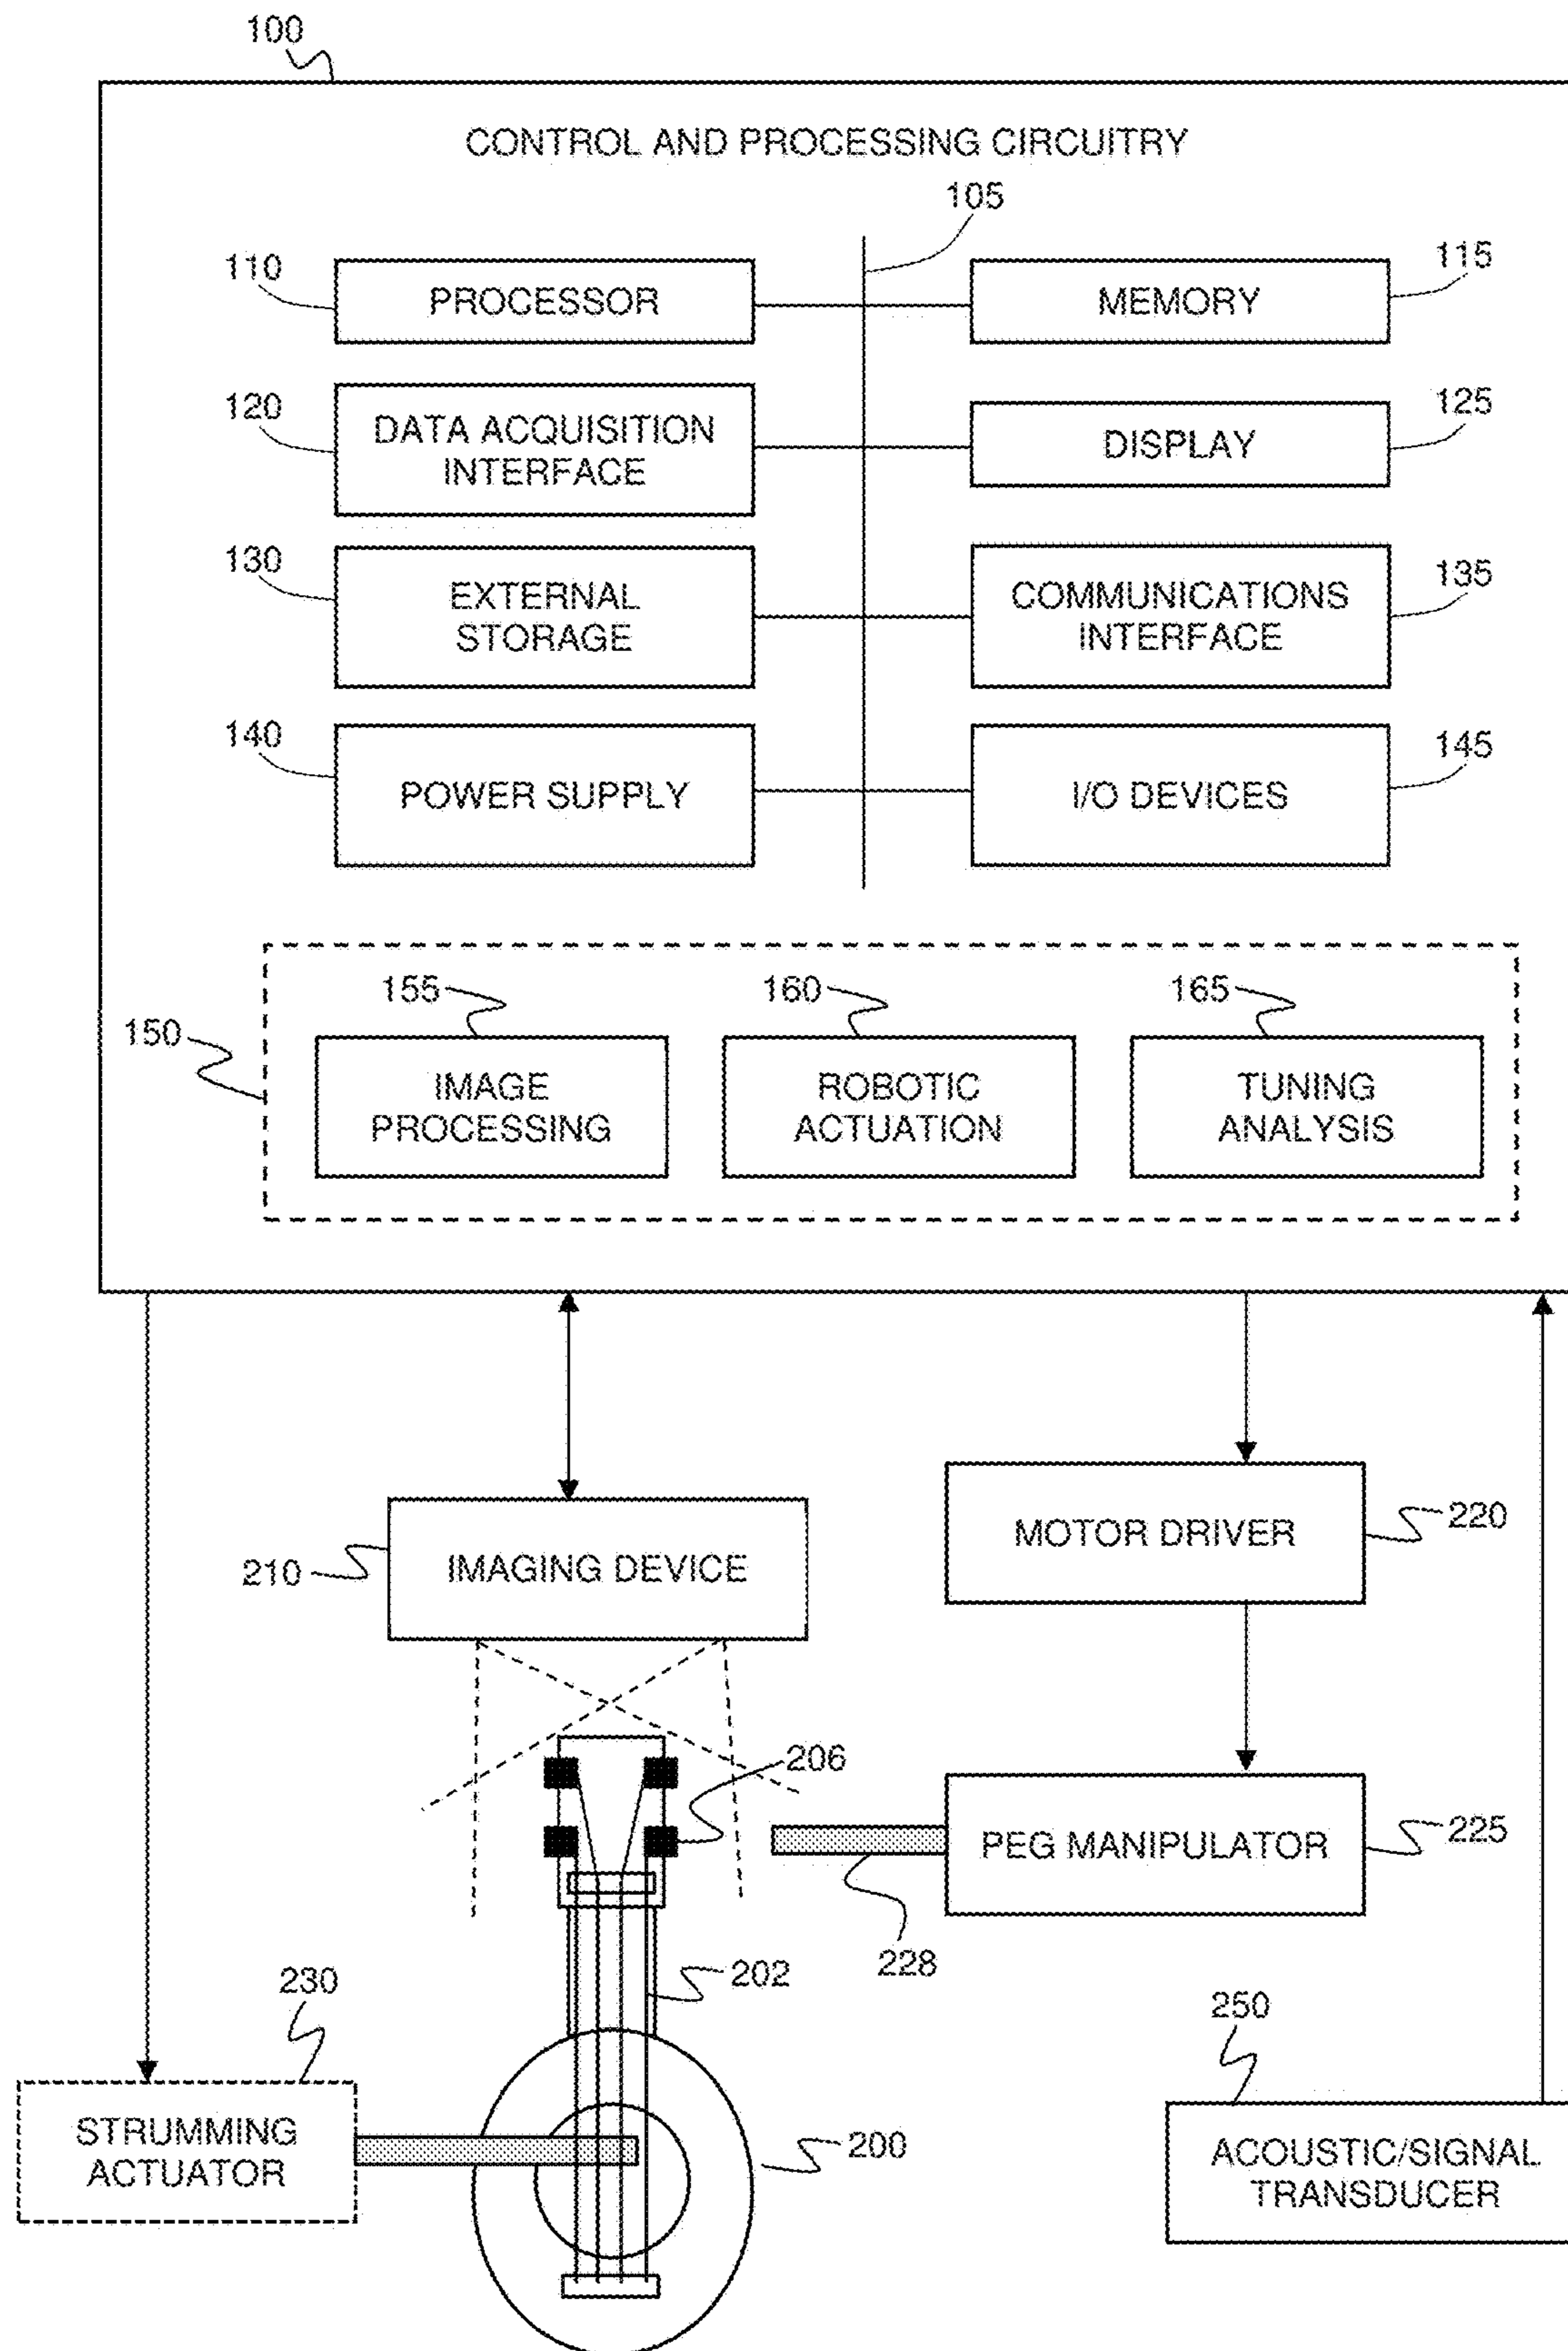 100
CONTROL AND PROCESSING CIRCUITRY
105
110
PROCESSOR
MEMORY
115
120
DATA ACQUISITION
INTERFACE
DISPLAY
125
130
EXTERNAL
STORAGE
COMMUNICATIONS
INTERFACE
135
140
POWER SUPPLY
I/O DEVICES
145
150
155
IMAGE
PROCESSING
160
ROBOTIC
ACTUATION
165
TUNING
ANALYSIS
210
IMAGING DEVICE
MOTOR DRIVER
220
206
PEG MANIPULATOR
225
228
202
230
STRUMMING
ACTUATOR
200
250
ACOUSTIC/SIGNAL
TRANSDUCER